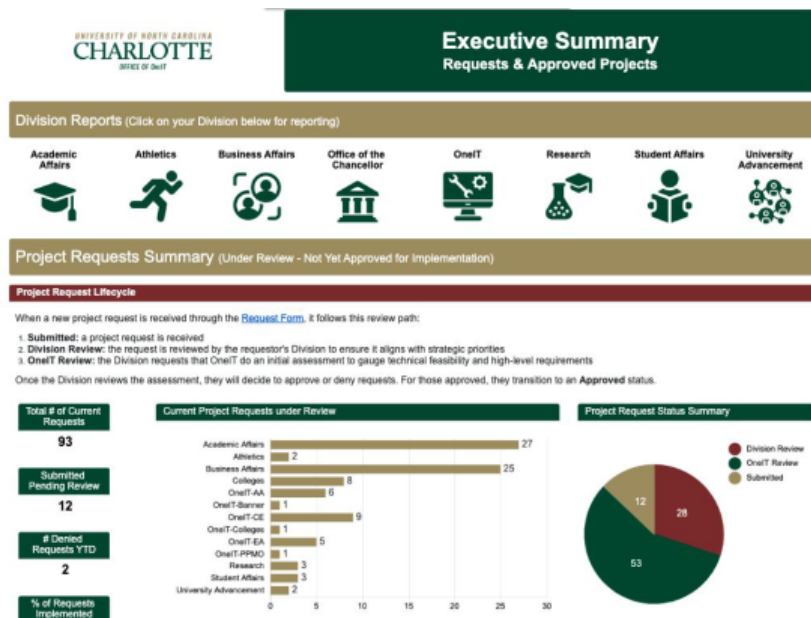 UNIVERSITY OF NORTH CAROLINA
CHARLOTTE
OFFICE OF OneIT
Executive Summary
Requests & Approved Projects
Division Reports (Click on your Division below for reporting)
Academic
Affairs
Athletics
Business Affairs
Office of the
Chancellor
OneIT
Research
Student Affairs
University
Advancement
Project Requests Summary (Under Review - Not Yet Approved for Implementation)
Project Request Lifecycle
When a new project request is received through the Request Form, it follows this review path:
1. Submitted: a project request is received
2. Division Review: the request is reviewed by the requestor's Division to ensure it aligns with strategic priorities
3. OneIT Review: the Division requests that OneIT do an initial assessment to gauge technical feasibility and high-level requirements
Once the Division reviews the assessment, they will decide to approve or deny requests. For those approved, they transition to an Approved status.
Total # of Current
Requests
93
Submitted
Pending Review
12
# Denied
Requests YTD
2
% of Requests
Implemented
Current Project Requests under Review
Academic Affairs 27
Athletics 2
Business Affairs 25
Colleges 8
OneIT-AA 6
OneIT-Banner 1
OneIT-CE 9
OneIT-Colleges 1
OneIT-EA 5
OneIT-PPMO 1
Research 3
Student Affairs 3
University Advancement 2
0 5 10 15 20 25 30
Project Request Status Summary
Division Review
OneIT Review
Submitted
12
28
53